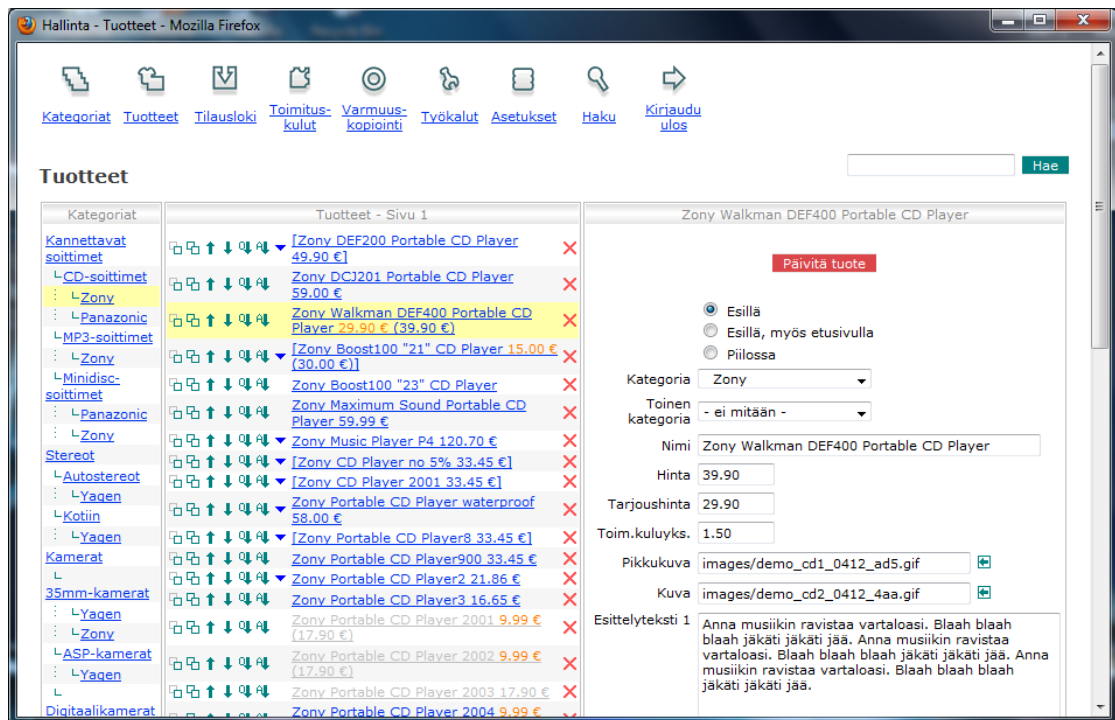 Hallinta - Tuotteet - Mozilla Firefox
Kategoriat Tuotteet Tilausloki Toimitus-
kulut Varmuus-
kopiointi Työkalut Asetukset Haku Kirjaudu
ulos
Tuotteet
Hae
Kategoriat
Kannettavat
soittimet
CD-soittimet
Zony
Panazonic
MP3-soittimet
Zony
Minidisc-
soittimet
Panazonic
Zony
Stereot
Autostereot
Yagen
Kotiin
Yagen
Kamerat
35mm-kamerat
Yagen
Zony
ASP-kamerat
Yagen
Digitaalikamerat
Tuotteet - Sivu 1
[Zony DEF200 Portable CD Player
49.90 €]
Zony DCJ201 Portable CD Player
59.00 €
Zony Walkman DEF400 Portable CD
Player 29.90 € (39.90 €)
[Zony Boost100 "21" CD Player 15.00 €
(30.00 €)]
Zony Boost100 "23" CD Player
Zony Maximum Sound Portable CD
Player 59.99 €
Zony Music Player P4 120.70 €
[Zony CD Player no 5% 33.45 €]
[Zony CD Player 2001 33.45 €]
Zony Portable CD Player waterproof
58.00 €
[Zony Portable CD Player8 33.45 €]
Zony Portable CD Player900 33.45 €
Zony Portable CD Player2 21.86 €
Zony Portable CD Player3 16.65 €
Zony Portable CD Player 2001 9.99 €
(17.90 €)
Zony Portable CD Player 2002 9.99 €
(17.90 €)
Zony Portable CD Player 2003 17.90 €
Zony Portable CD Player 2004 9.99 €
Zony Walkman DEF400 Portable CD Player
Päivitä tuote
Esillä
Esillä, myös etusivulla
Piilossa
Kategoria Zony
Toinen
kategoria - ei mitään -
Nimi Zony Walkman DEF400 Portable CD Player
Hinta 39.90
Tarjoushinta 29.90
Toim.kuluyks. 1.50
Pikkukuva images/demo_cd1_0412_ad5.gif
Kuva images/demo_cd2_0412_4aa.gif
Esittelyteksti 1 Anna musiikin ravistaa vartaloasi. Blaah blaah
blaah jäkäti jäkäti jää. Anna musiikin ravistaa
vartaloasi. Blaah blaah blaah jäkäti jäkäti jää. Anna
musiikin ravistaa vartaloasi. Blaah blaah blaah
jäkäti jäkäti jää.